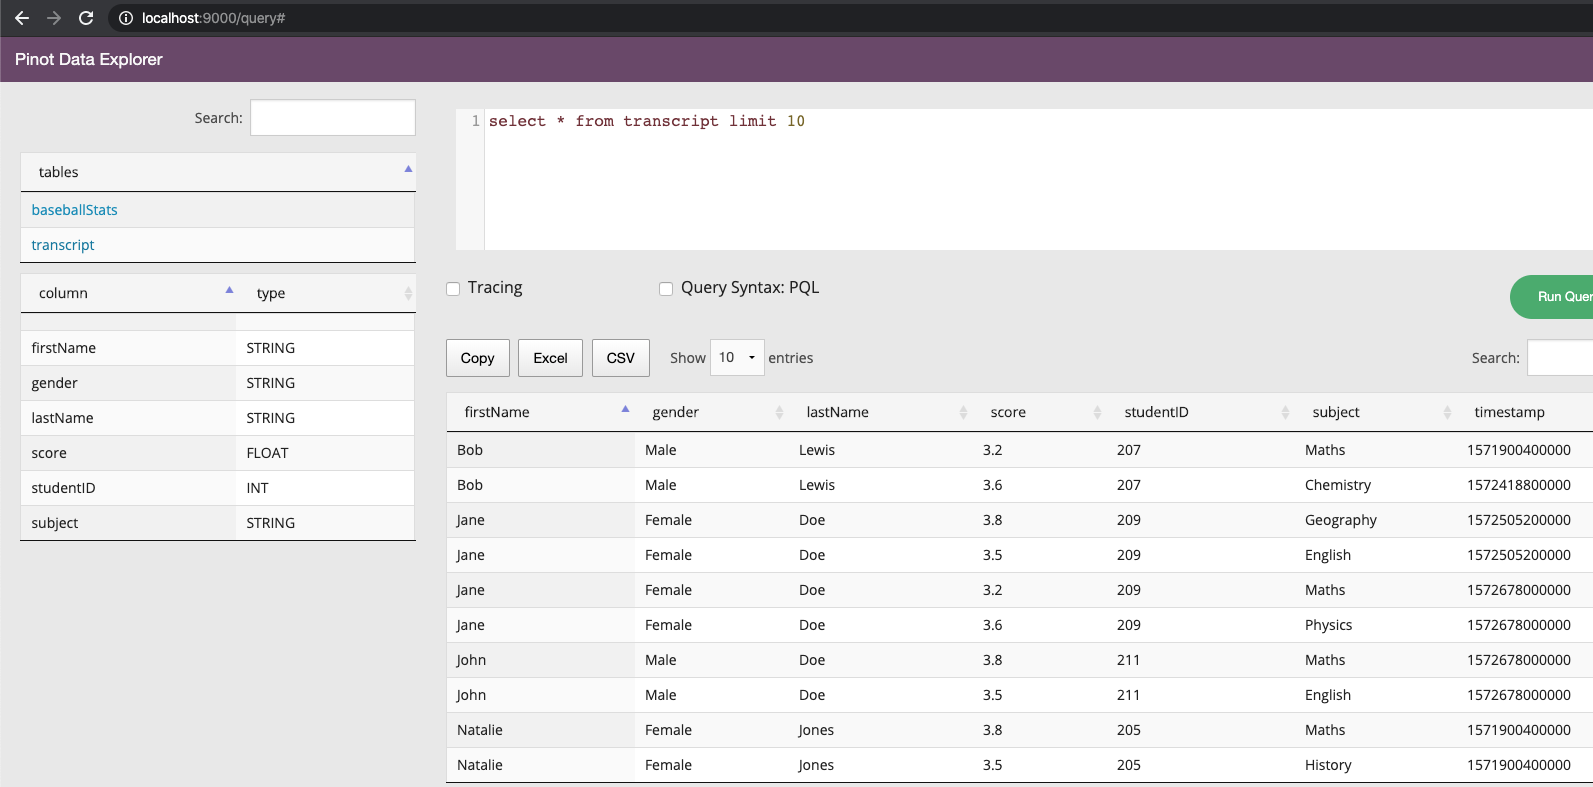 localhost:9000/query#
Pinot Data Explorer
Search:
tables
baseballStats
transcript
column type
firstName STRING
gender STRING
lastName STRING
score FLOAT
studentID INT
subject STRING
1 select * from transcript limit 10
Tracing Query Syntax: PQL
Run Quer
Copy Excel CSV Show 10 entries Search:
firstName gender lastName score studentID subject timestamp
Bob Male Lewis 3.2 207 Maths 1571900400000
Bob Male Lewis 3.6 207 Chemistry 1572418800000
Jane Female Doe 3.8 209 Geography 1572505200000
Jane Female Doe 3.5 209 English 1572505200000
Jane Female Doe 3.2 209 Maths 1572678000000
Jane Female Doe 3.6 209 Physics 1572678000000
John Male Doe 3.8 211 Maths 1572678000000
John Male Doe 3.5 211 English 1572678000000
Natalie Female Jones 3.8 205 Maths 1571900400000
Natalie Female Jones 3.5 205 History 1571900400000